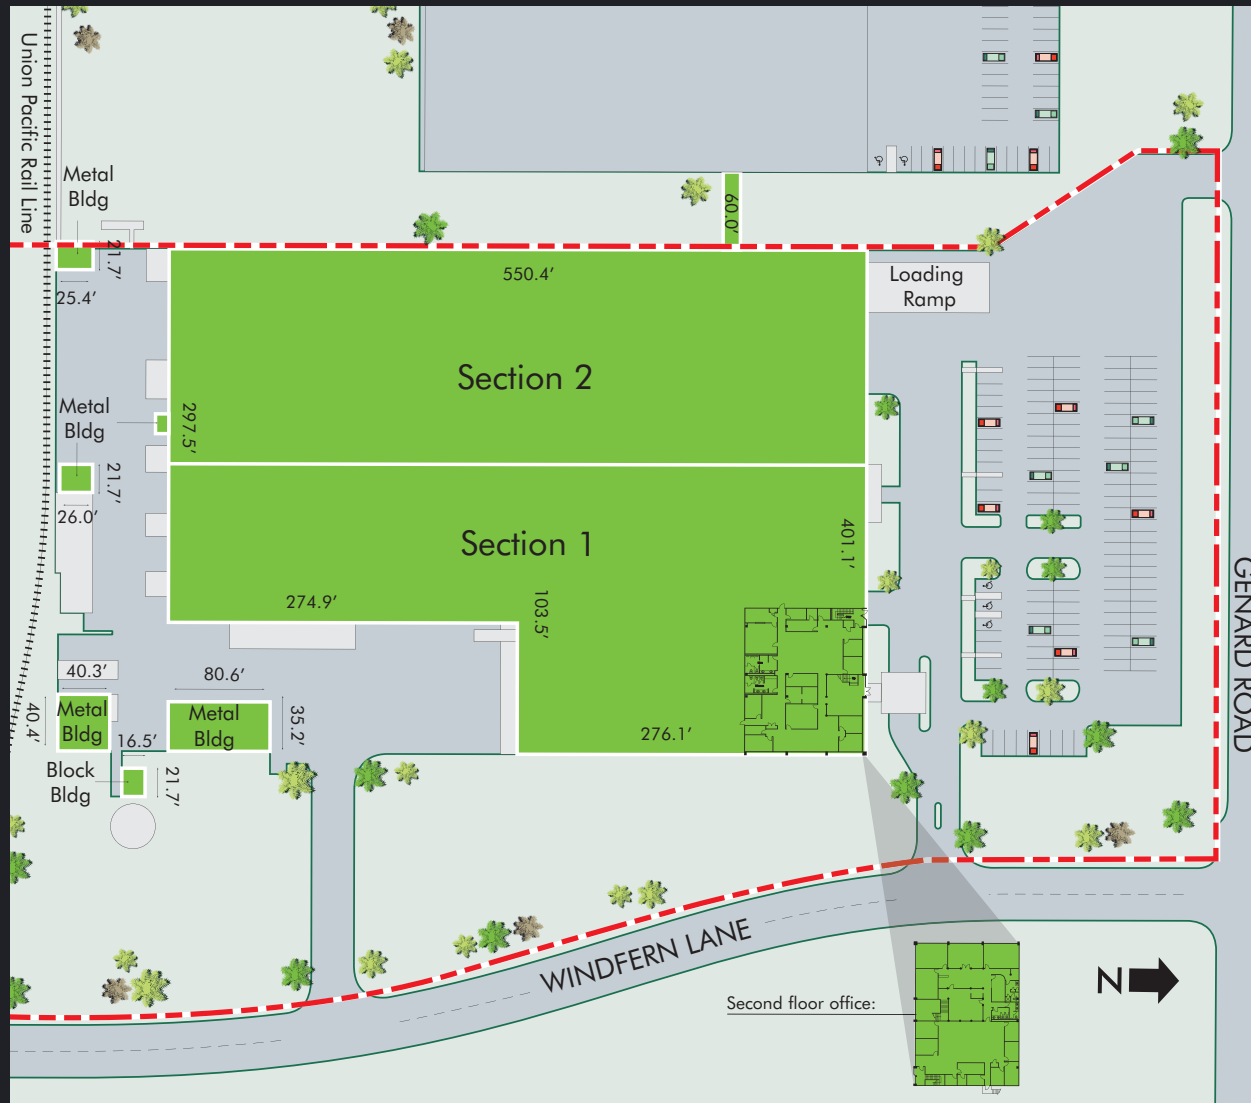 Union Pacific Rail Line
Metal
Bldg
21.7’
25.4’
60.0’
550.4’
Loading
Ramp
Section 2
Metal
Bldg
297.5’
21.7’
26.0’
Section 1
401.1’
274.9’
103.5’
GENARD ROAD
40.3’
80.6’
40.4’
Metal
Bldg
Metal
Bldg
35.2’
276.1’
16.5’
Block
Bldg
21.7’
WINDFERN LANE
N
Second floor office: